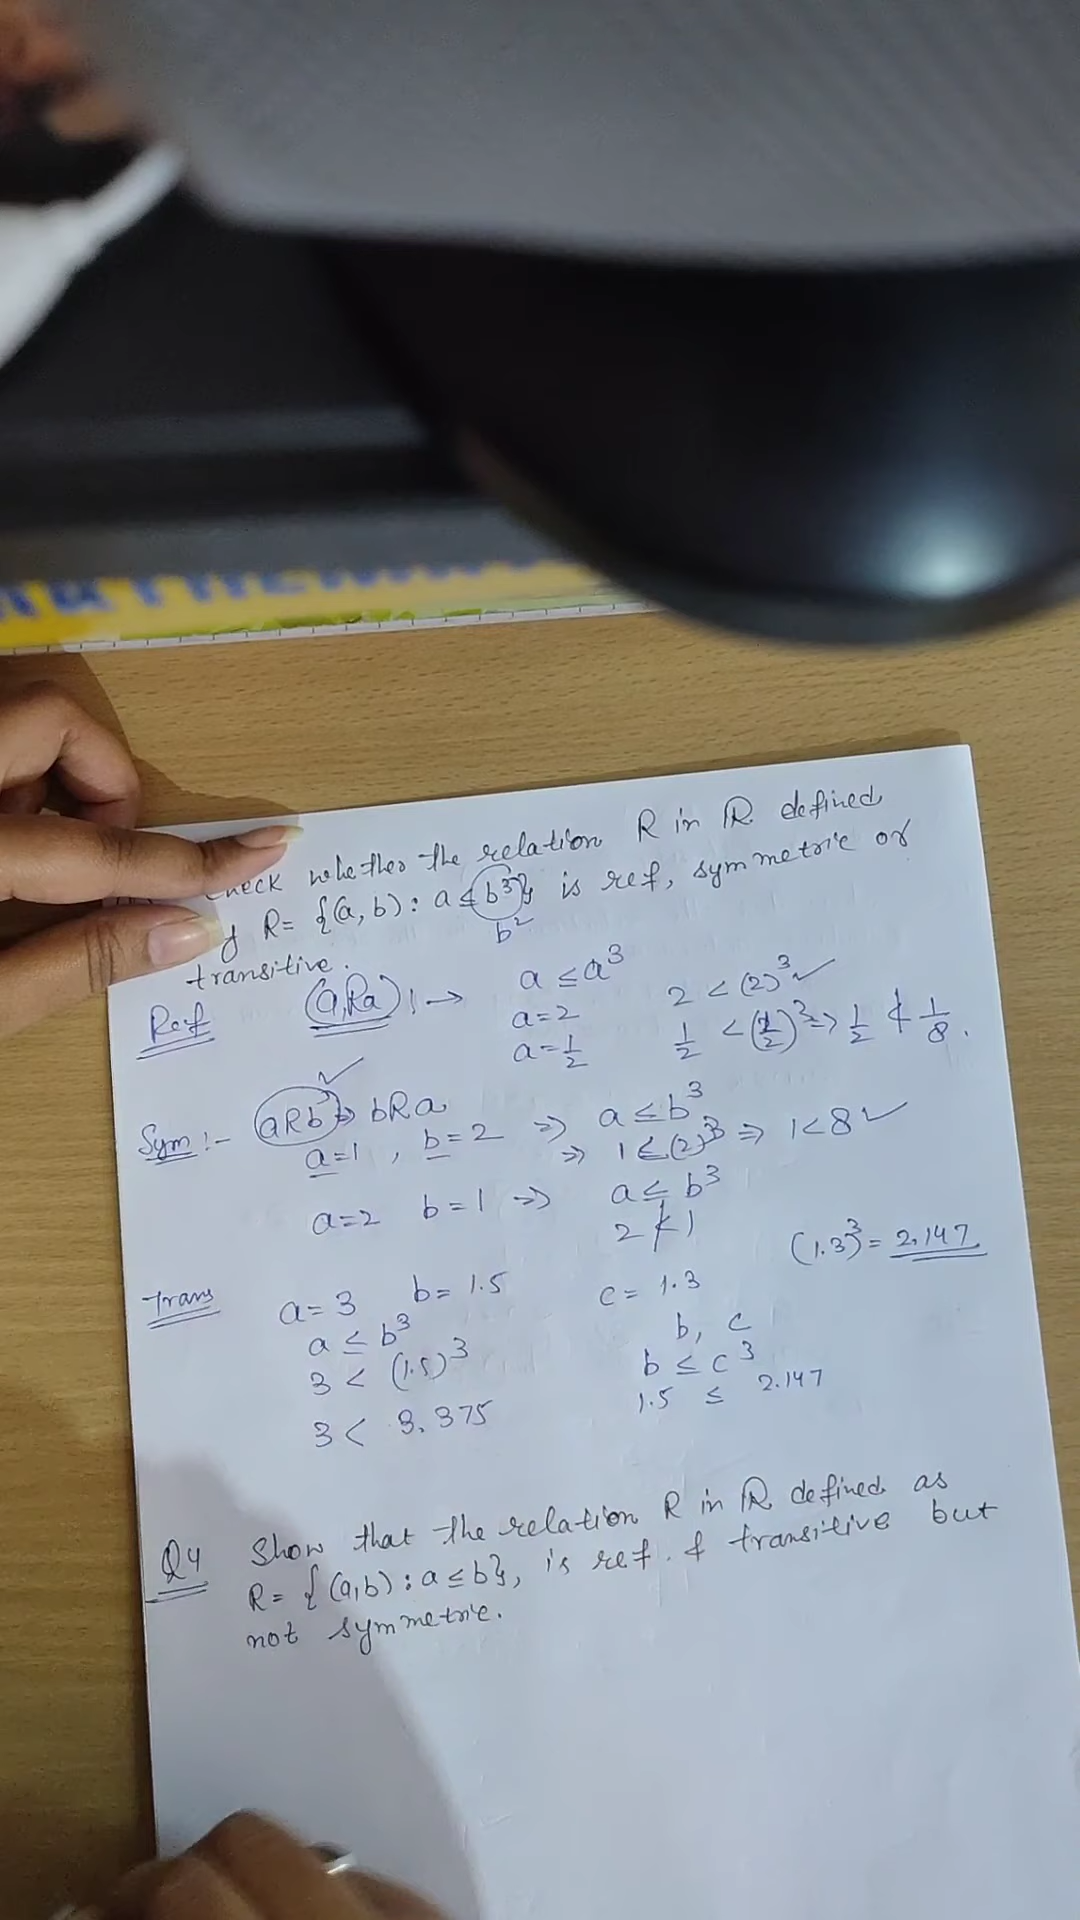 check whether the relation R in R defined
of R= {(a, b) : a ≤ b³} is ref, symmetric or
b²
transitive.
Ref (a,Ra) :→ a ≤ a³
a=2 2 < (2)³ ✓
a=1/2 1/2 < (1/2)³ ⇒ 1/2 ≮ 1/8.
✓
Sym :- aRb ⇒ bRa
a=1, b=2 ⇒ a ≤ b³
⇒ 1 ≤ (2)³ ⇒ 1<8 ✓
a=2 b=1 ⇒ a ≤ b³
2 ≮ 1
(1.3)³ = 2.147
Trans a=3 b= 1.5 c= 1.3
a ≤ b³ b, c
3 < (1.5)³ b ≤ c³
3 < 3.375 1.5 ≤ 2.147
Q4 Show that the relation R in R defined as
R= {(a,b) : a ≤ b}, is ref. & transitive but
not symmetric.